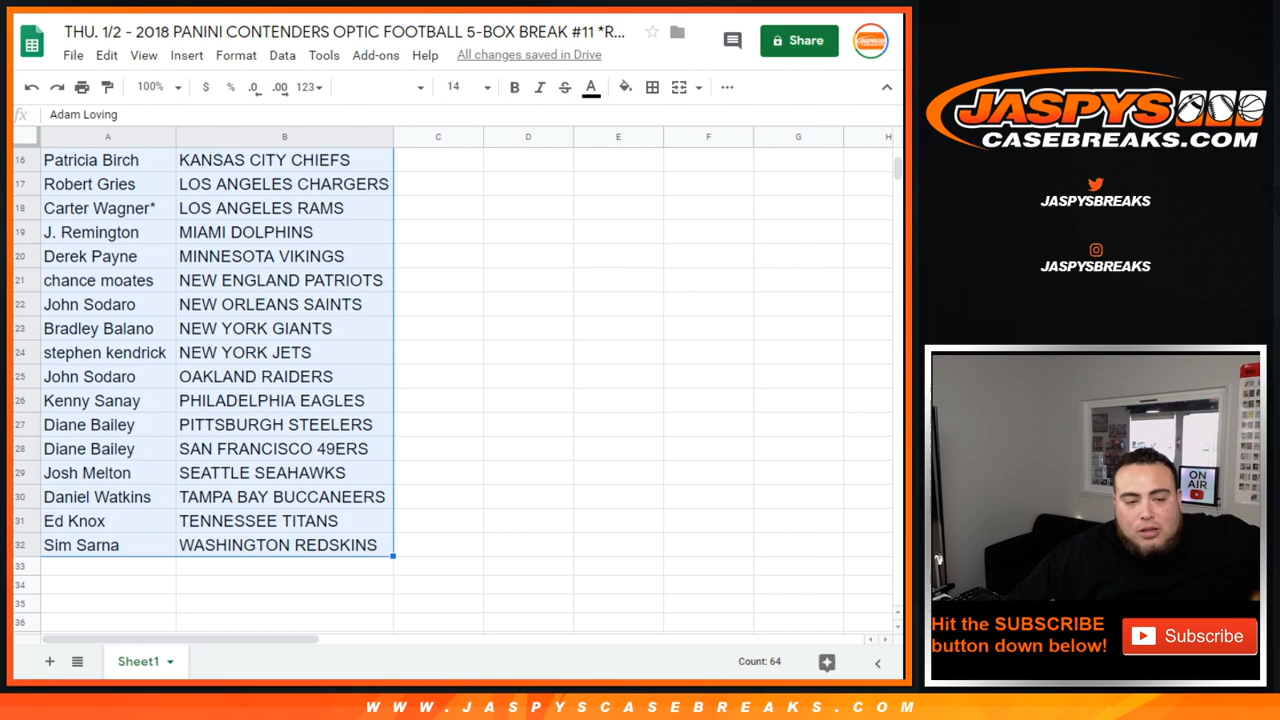 THU. 1/2 - 2018 PANINI CONTENDERS OPTIC FOOTBALL 5-BOX BREAK #11 *R...
File Edit View Insert Format Data Tools Add-ons Help All changes saved in Drive
Share
100% $ % .0 .00 123 14 B I S A
fx Adam Loving
A B C D E F G H
16 Patricia Birch KANSAS CITY CHIEFS
17 Robert Gries LOS ANGELES CHARGERS
18 Carter Wagner* LOS ANGELES RAMS
19 J. Remington MIAMI DOLPHINS
20 Derek Payne MINNESOTA VIKINGS
21 chance moates NEW ENGLAND PATRIOTS
22 John Sodaro NEW ORLEANS SAINTS
23 Bradley Balano NEW YORK GIANTS
24 stephen kendrick NEW YORK JETS
25 John Sodaro OAKLAND RAIDERS
26 Kenny Sanay PHILADELPHIA EAGLES
27 Diane Bailey PITTSBURGH STEELERS
28 Diane Bailey SAN FRANCISCO 49ERS
29 Josh Melton SEATTLE SEAHAWKS
30 Daniel Watkins TAMPA BAY BUCCANEERS
31 Ed Knox TENNESSEE TITANS
32 Sim Sarna WASHINGTON REDSKINS
33
34
35
36
Sheet1 Count: 64
JASPYS
CASEBREAKS.COM
JASPYSBREAKS
JASPYSBREAKS
ON
AIR
Hit the SUBSCRIBE
button down below!
Subscribe
WWW.JASPYSCASEBREAKS.COM